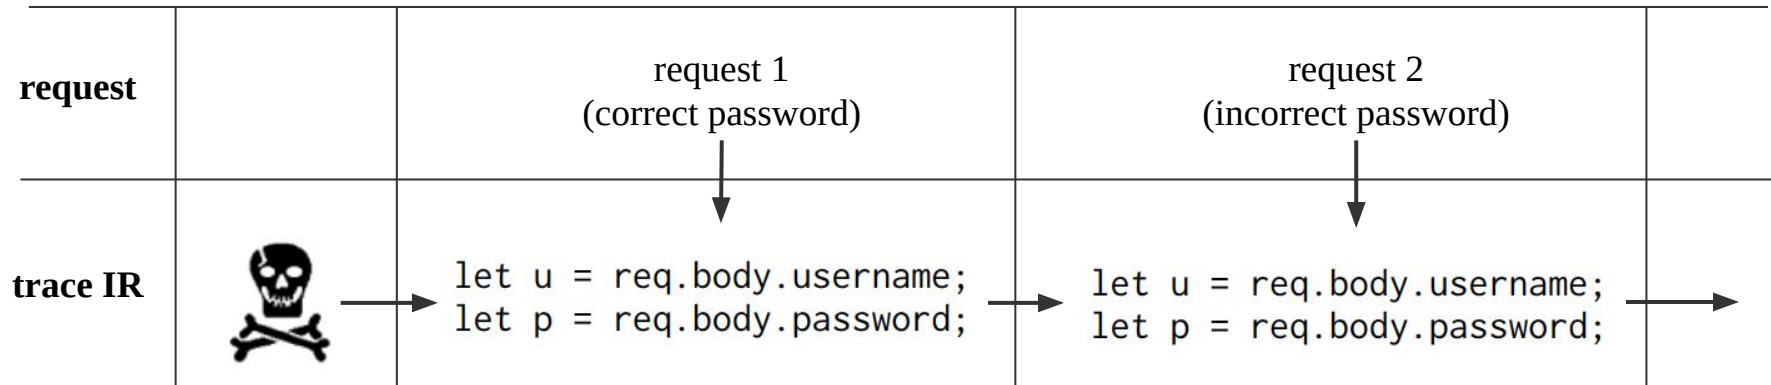 request
request 1
(correct password)
request 2
(incorrect password)
trace IR
let u = req.body.username;
let p = req.body.password;
let u = req.body.username;
let p = req.body.password;